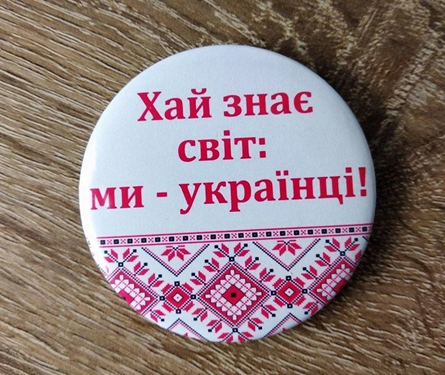 Хай знає
світ:
ми - українці!